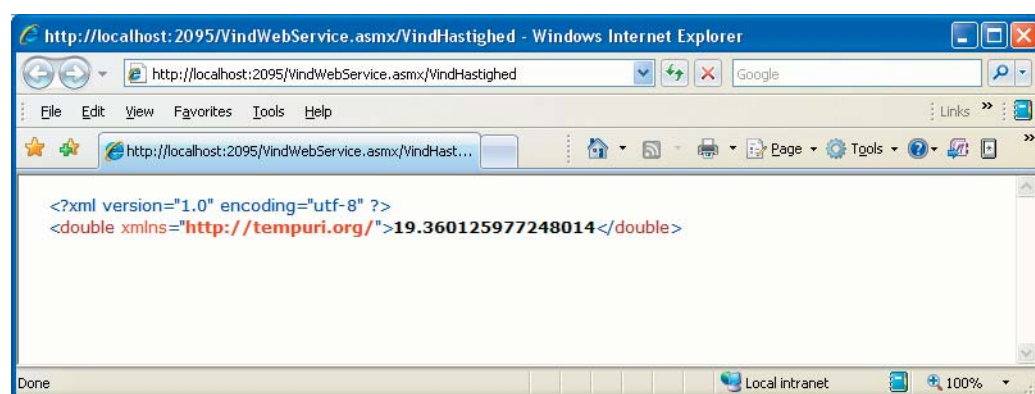 http://localhost:2095/VindWebService.asmx/VindHastighed - Windows Internet Explorer
http://localhost:2095/VindWebService.asmx/VindHastighed
Google
File Edit View Favorites Tools Help
Links »
http://localhost:2095/VindWebService.asmx/VindHast...
Page Tools »
<?xml version="1.0" encoding="utf-8" ?>
<double xmlns="http://tempuri.org/">19.360125977248014</double>
Done
Local intranet
100%